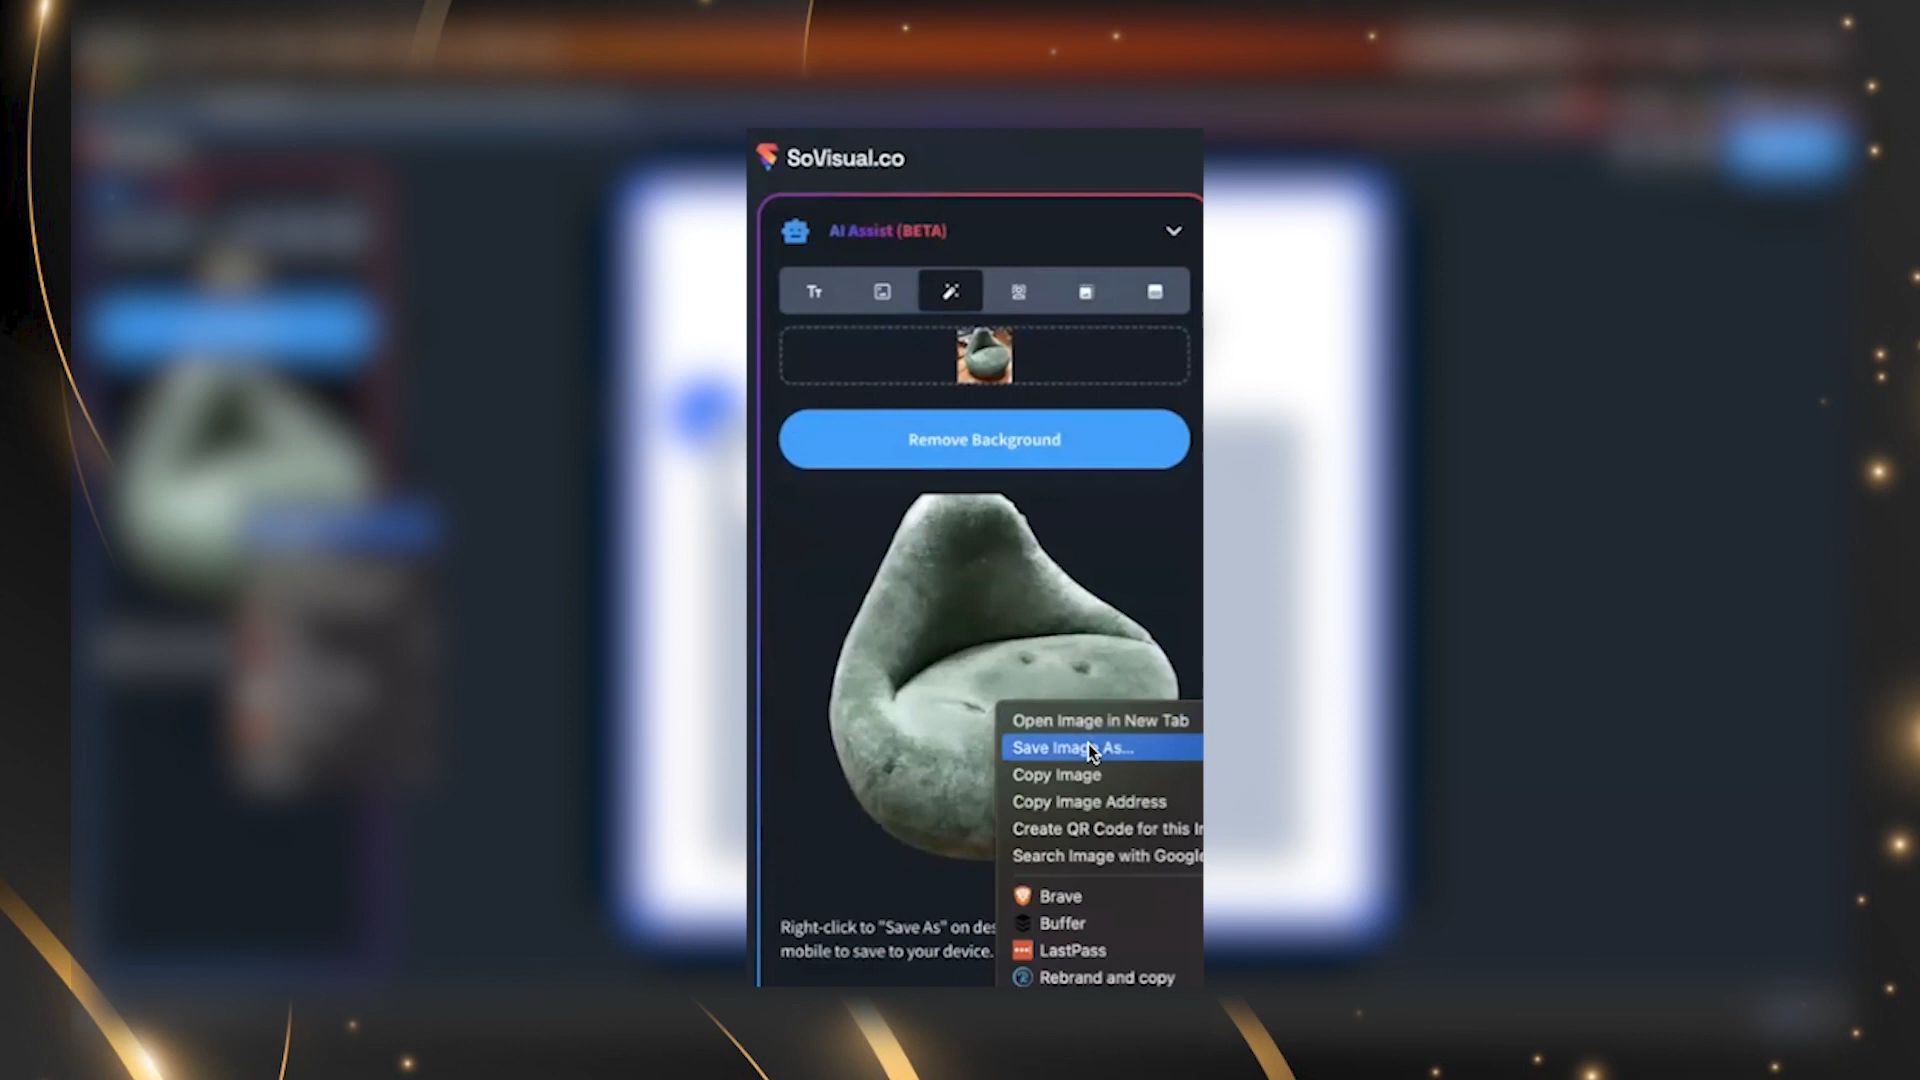 SoVisual.co
AI Assist (BETA)
Tт
Remove Background
Open Image in New Tab
Save Image As...
Copy Image
Copy Image Address
Create QR Code for this
Search Image with Google
Brave
Buffer
LastPass
Rebrand and copy
Right-click to "Save As" on
mobile to save to your device.